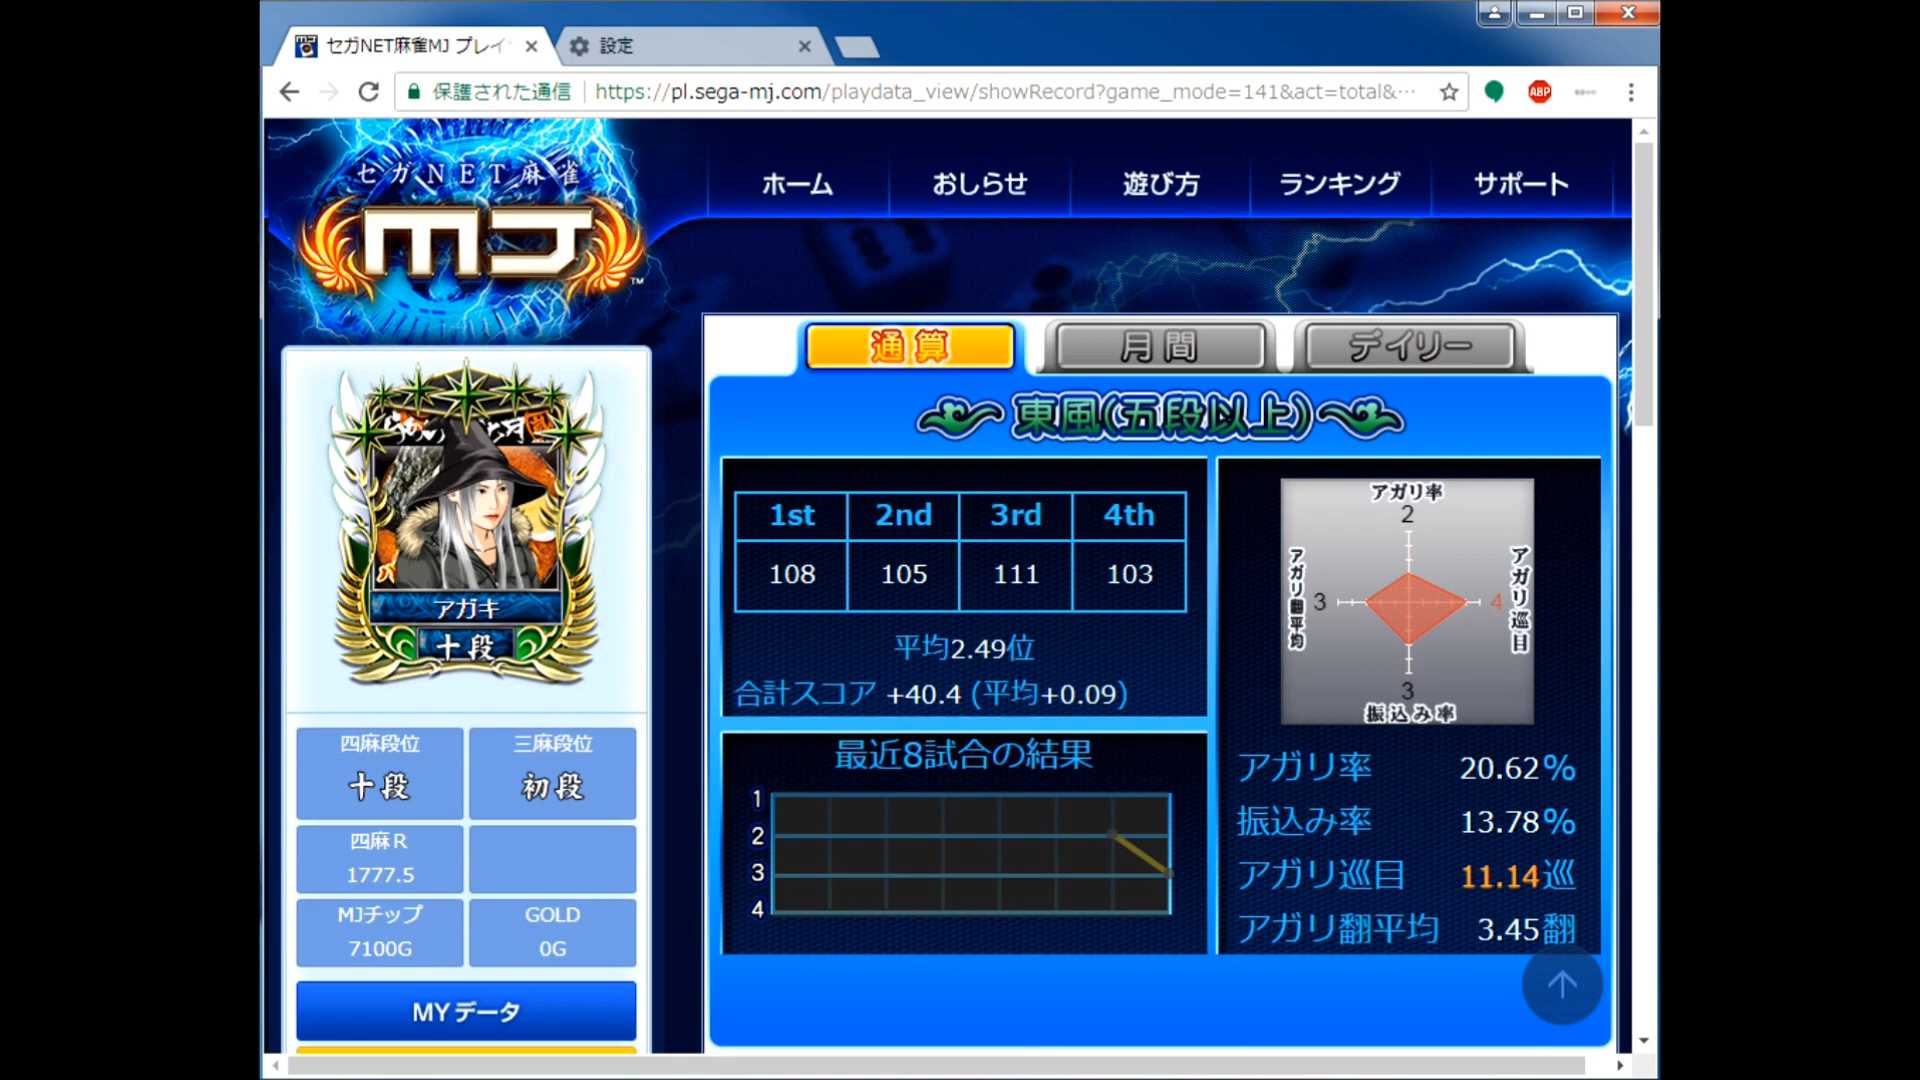 セガNET麻雀MJ プレイ
設定
保護された通信
https://pl.sega-mj.com/playdata_view/showRecord?game_mode=141&act=total&…
ABP
セガNET麻雀
MJ
TM
ホーム
おしらせ
遊び方
ランキング
サポート
通算
月間
デイリー
東風(五段以上)
アガキ
十段
四麻段位
十段
三麻段位
初段
四麻R
1777.5
MJチップ
7100G
GOLD
0G
MYデータ
1st 2nd 3rd 4th
108 105 111 103
平均2.49位
合計スコア +40.4 (平均+0.09)
最近8試合の結果
1
2
3
4
アガリ率
2
アガリ翻平均
3
4
アガリ巡目
3
振込み率
アガリ率 20.62%
振込み率 13.78%
アガリ巡目 11.14巡
アガリ翻平均 3.45翻